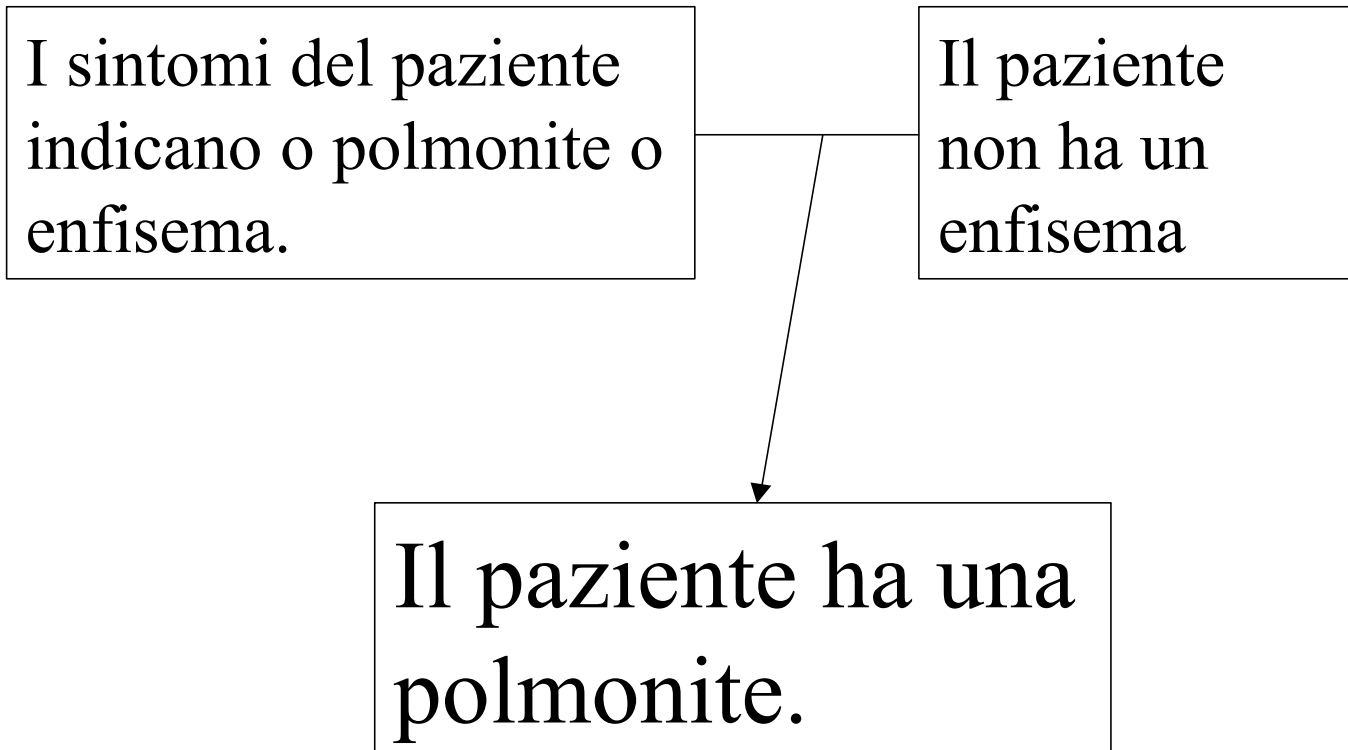 I sintomi del paziente
indicano o polmonite o
enfisema.
Il paziente
non ha un
enfisema
Il paziente ha una
polmonite.